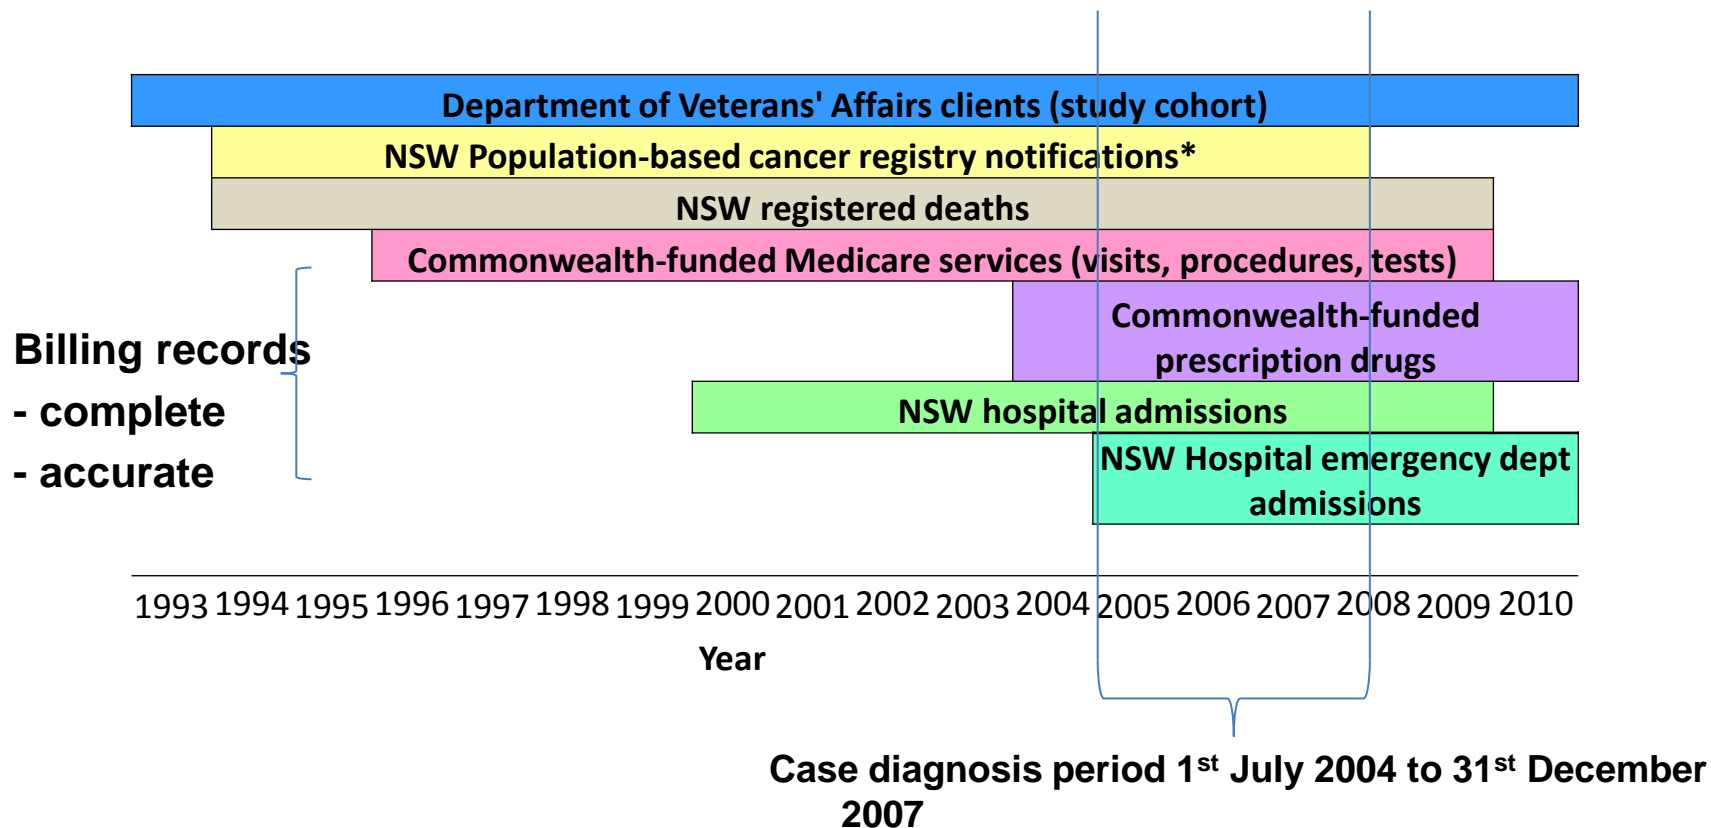 Department of Veterans' Affairs clients (study cohort)
NSW Population-based cancer registry notifications*
NSW registered deaths
Commonwealth-funded Medicare services (visits, procedures, tests)
Commonwealth-funded
prescription drugs
Billing records
- complete
- accurate
NSW hospital admissions
NSW Hospital emergency dept
admissions
1993 1994 1995 1996 1997 1998 1999 2000 2001 2002 2003 2004 2005 2006 2007 2008 2009 2010
Year
Case diagnosis period 1st July 2004 to 31st December
2007